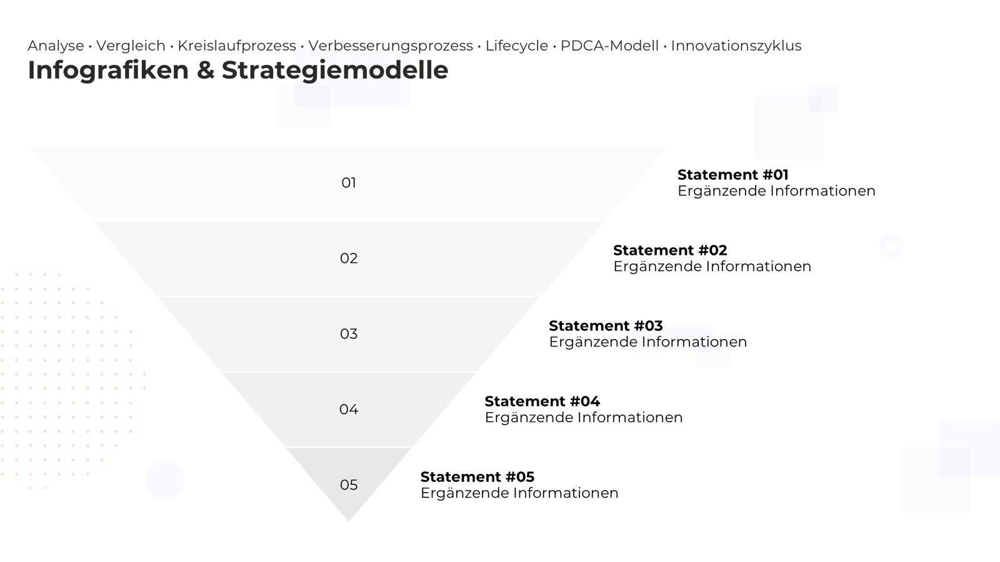 Analyse • Vergleich • Kreislaufprozess • Verbesserungsprozess • Lifecycle • PDCA-Modell • Innovationszyklus
Infografiken & Strategiemodelle
01
Statement #01
Ergänzende Informationen
02
Statement #02
Ergänzende Informationen
03
Statement #03
Ergänzende Informationen
04
Statement #04
Ergänzende Informationen
05
Statement #05
Ergänzende Informationen